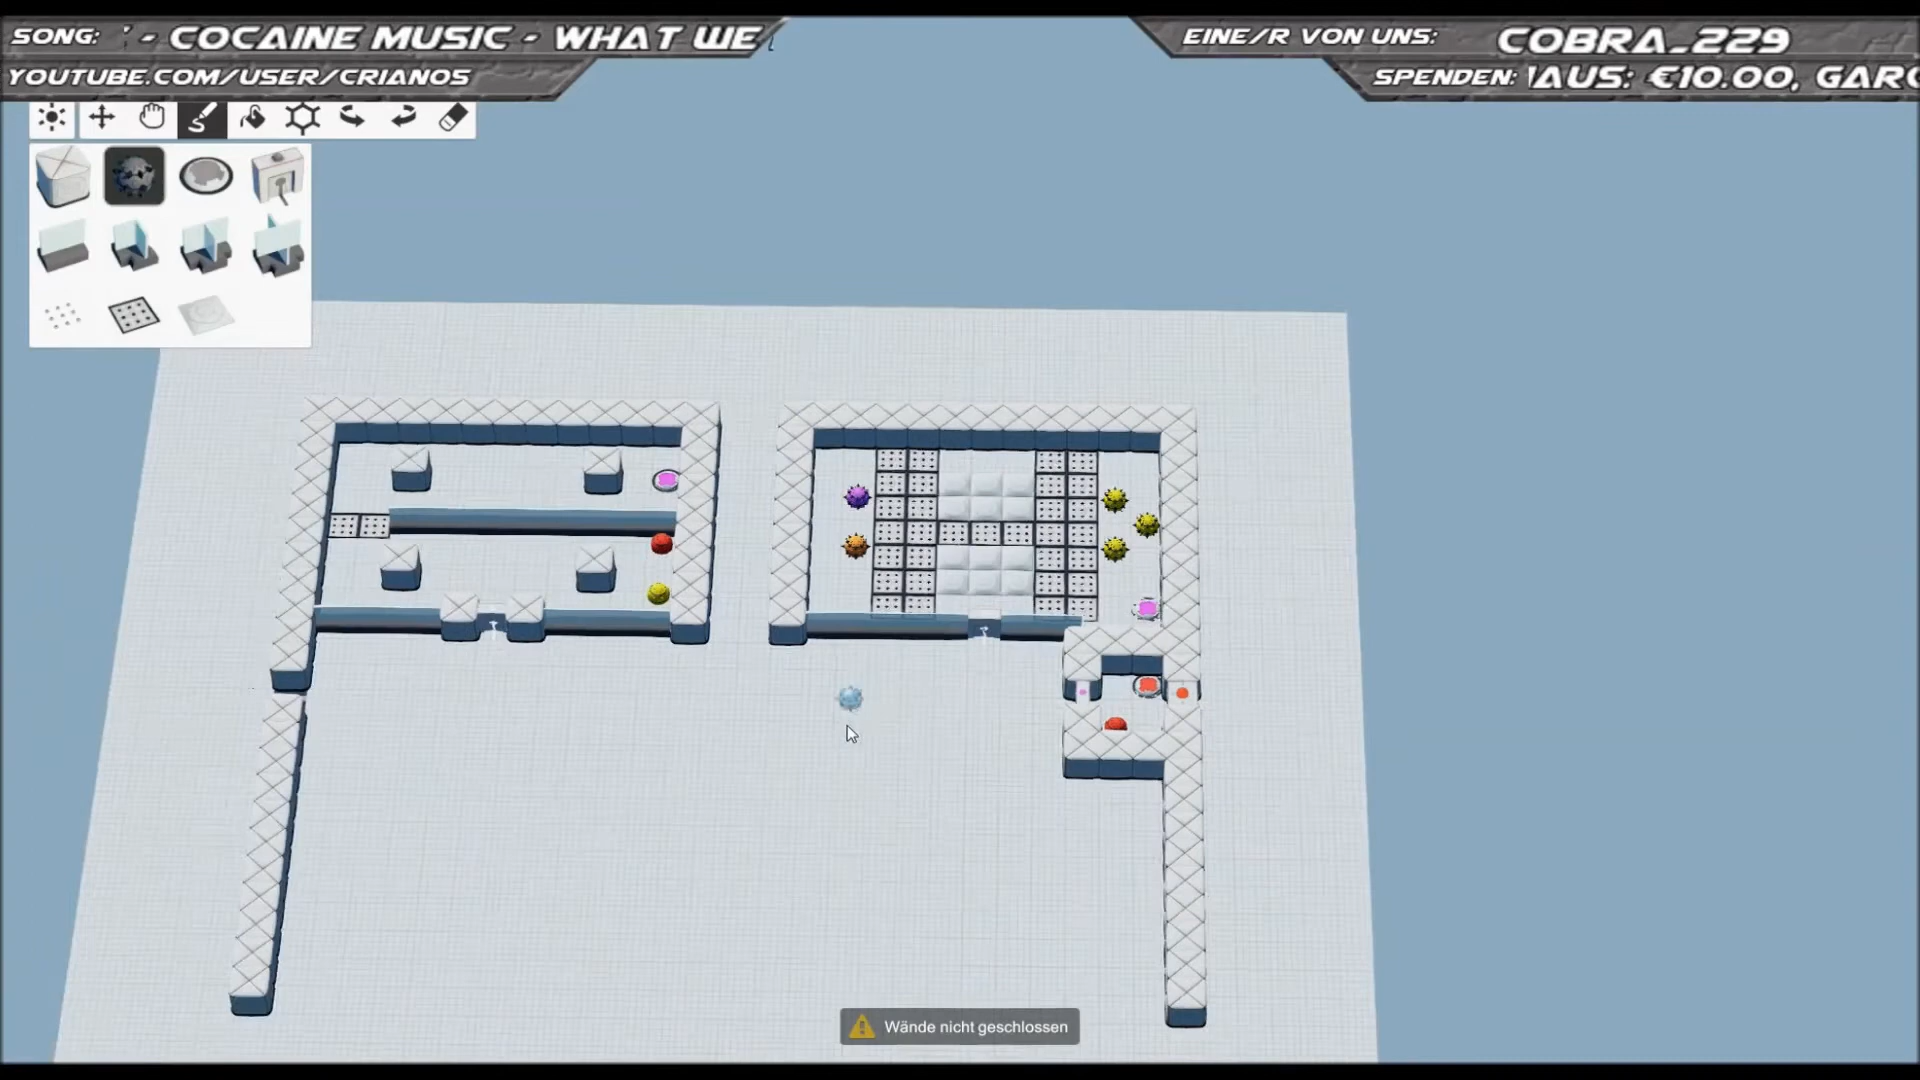 SONG: ' - COCAINE MUSIC - WHAT WE
YOUTUBE.COM/USER/CRIANOS
EINE/R VON UNS: COBRA_229
SPENDEN: AUS: €10.00, GARO
Wände nicht geschlossen